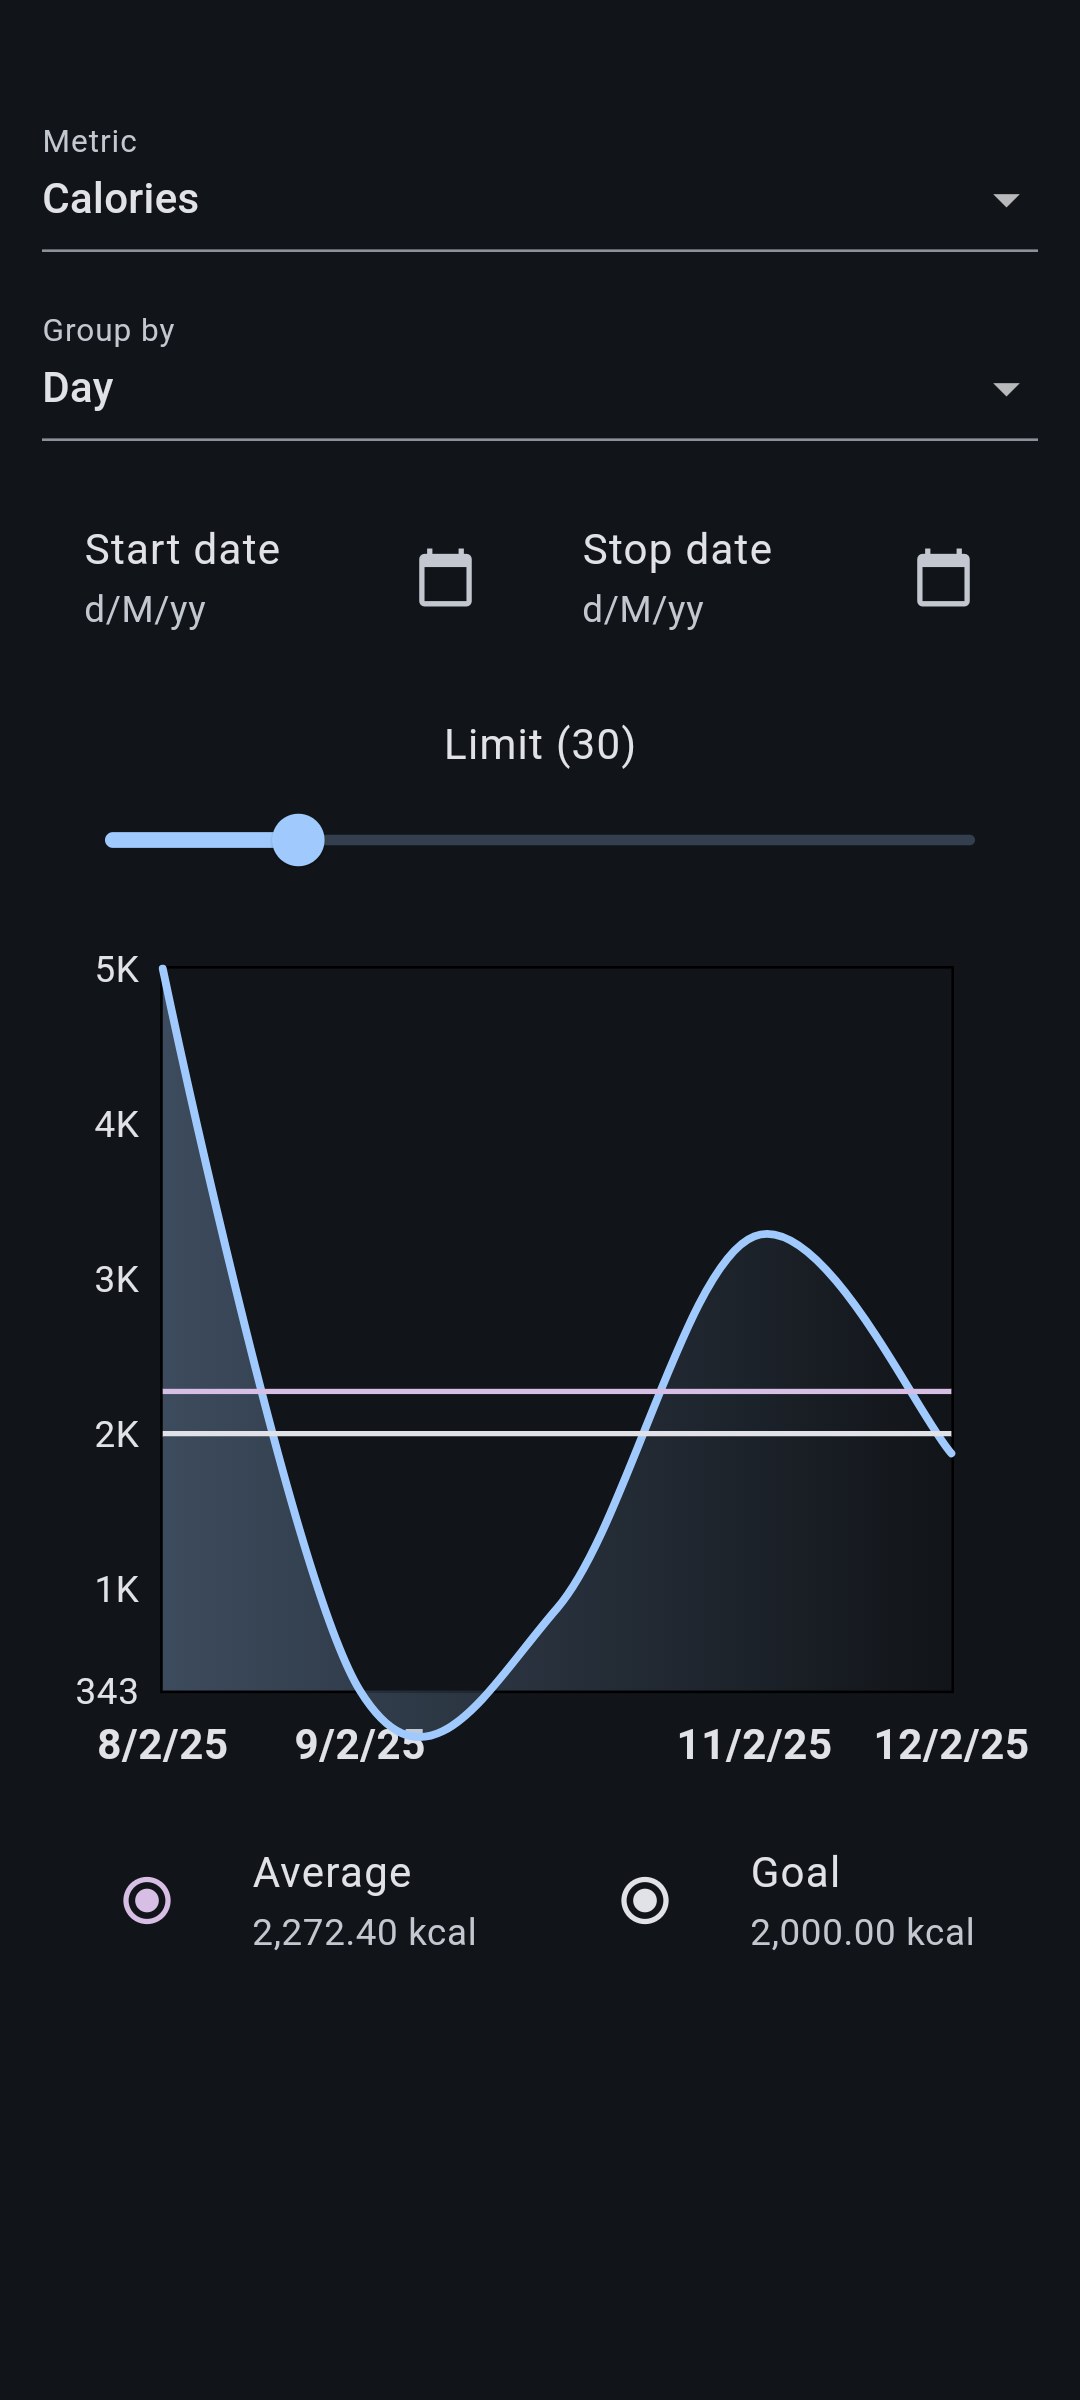 Metric
Calories
Group by
Day
Start date
d/M/yy
Stop date
d/M/yy
Limit (30)
5K
4K
3K
2K
1K
343
8/2/25 9/2/25 11/2/25 12/2/25
Average
2,272.40 kcal
Goal
2,000.00 kcal